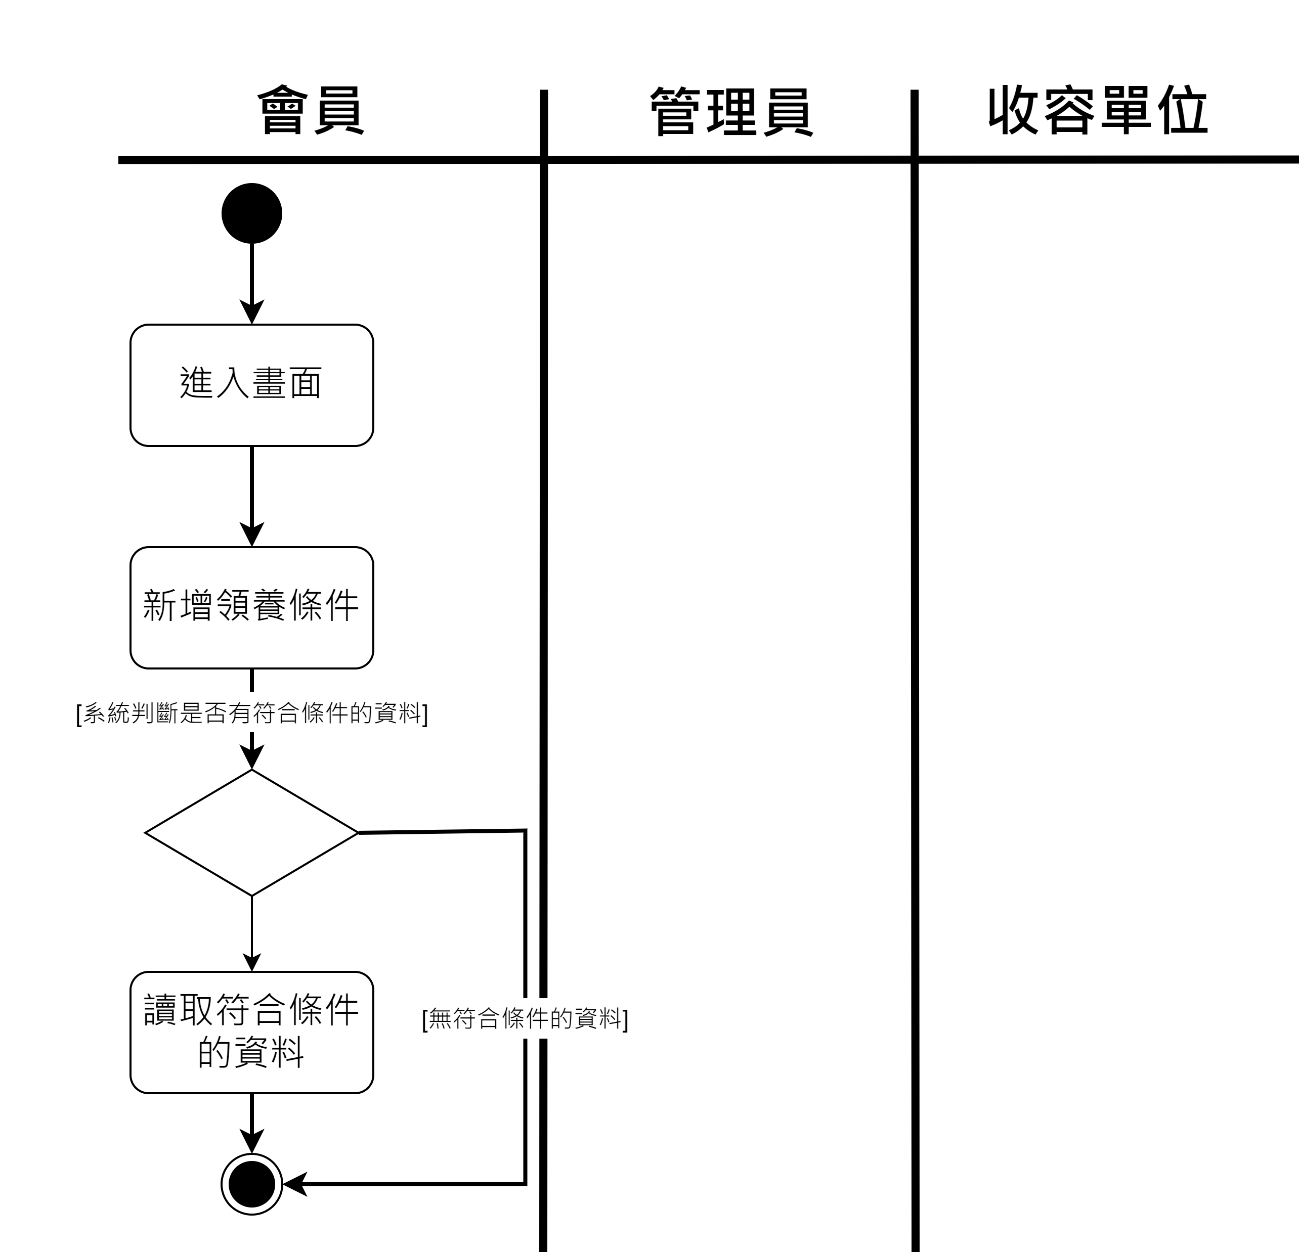 會員
管理員
收容單位
進入畫面
新增領養條件
[系統判斷是否有符合條件的資料]
讀取符合條件
的資料
[無符合條件的資料]